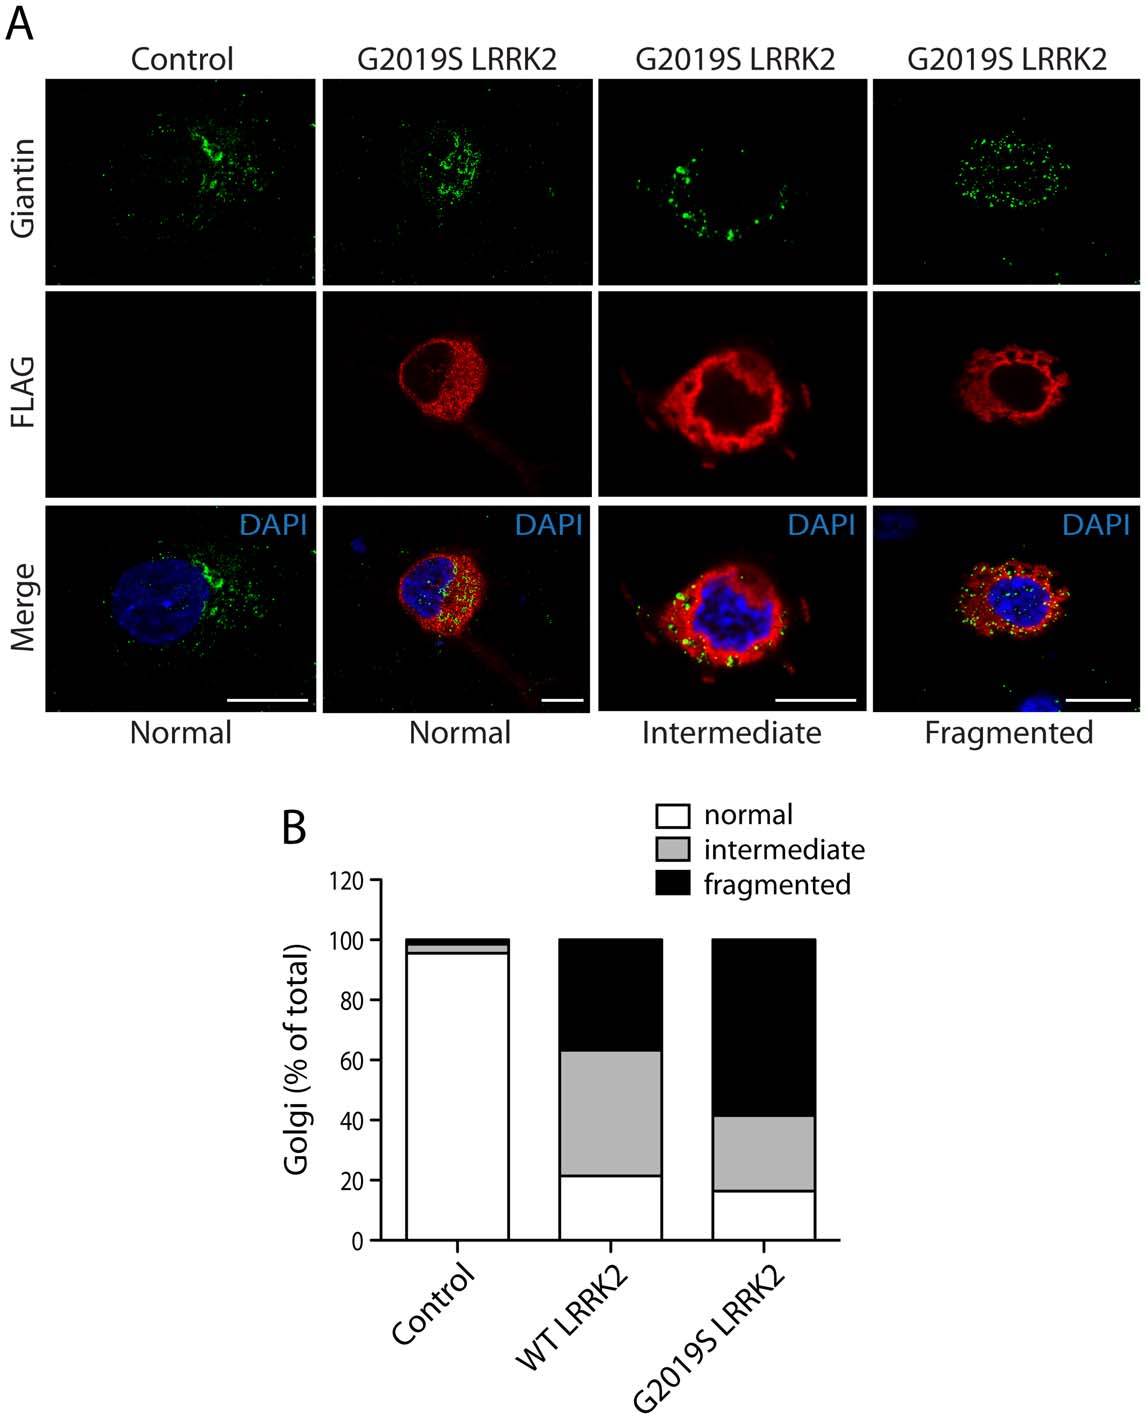 A
Control
G2019S LRRK2
G2019S LRRK2
G2019S LRRK2
Giantin
FLAG
Merge
DAPI
DAPI
DAPI
DAPI
Normal
Normal
Intermediate
Fragmented
B
normal
intermediate
fragmented
Golgi (% of total)
120
100
80
60
40
20
0
Control
WT LRRK2
G2019S LRRK2